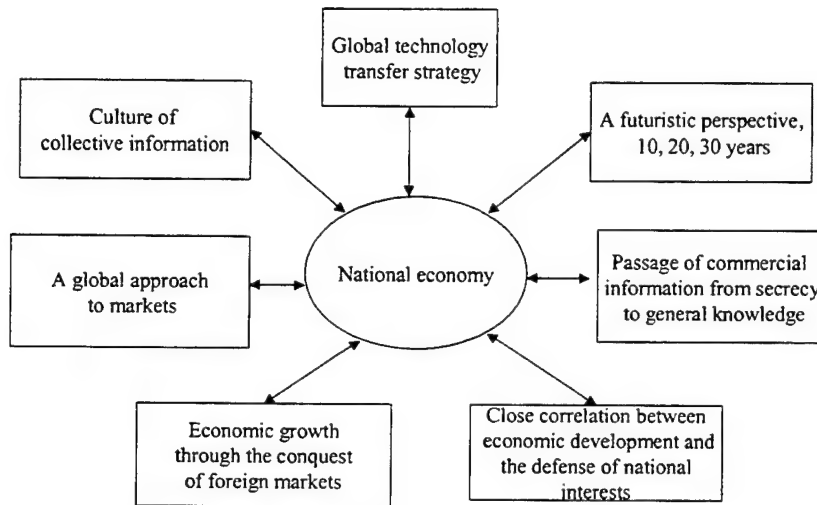 Global technology
transfer strategy
Culture of
collective information
A futuristic perspective,
10, 20, 30 years
A global approach
to markets
National economy
Passage of commercial
information from secrecy
to general knowledge
Economic growth
through the conquest
of foreign markets
Close correlation between
economic development and
the defense of national
interests